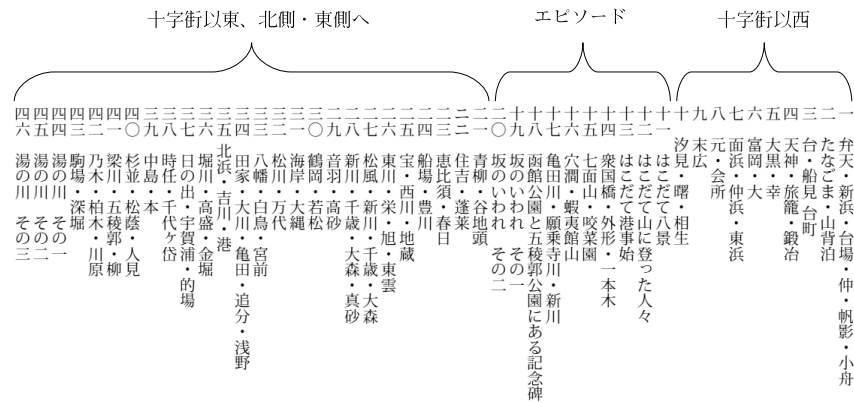 十字街以西
一 弁天・新浜・台場・仲・帆影・小舟
二 たなごま・山背泊
三 台・船見台町
四 天神・旅籠・鍛冶
五 大黒・幸
六 富岡・大
七 面浜・仲浜・東浜
八 元・会所
九 末広
十 汐見・曙・相生
エピソード
十一 はこだて八景
十二 はこだて山に登った人々
十三 はこだて港事始
十四 衆国橋・外形・一本木
十五 七面山・咬菜園
十六 穴澗・蝦夷館山
十七 亀田川・願乗寺川・新川
十八 函館公園と五稜郭公園にある記念碑
十九 坂のいわれ その一
二〇 坂のいわれ その二
十字街以東、北側・東側へ
二一 青柳・谷地頭
二二 住吉・蓬莱
二三 恵比須・春日
二四 船場・豊川
二五 宝・西川・地蔵
二六 東川・栄・旭・東雲
二七 松風・新川・千歳・大森
二八 新川・千歳・大森・真砂
二九 音羽・高砂
三〇 鶴岡・若松
三一 海岸・大縄
三二 松川・万代
三三 八幡・白鳥・宮前
三四 田家・大川・亀田・追分・浅野
三五 北浜・吉川・港
三六 堀川・高盛・金堀
三七 日の出・宇賀浦・的場
三八 時任・千代ヶ岱
三九 中島・本
四〇 杉並・松蔭・人見
四一 梁川・五稜郭・柳
四二 乃木・柏木・川原
四三 駒場・深堀
四四 湯の川 その一
四五 湯の川 その二
四六 湯の川 その三